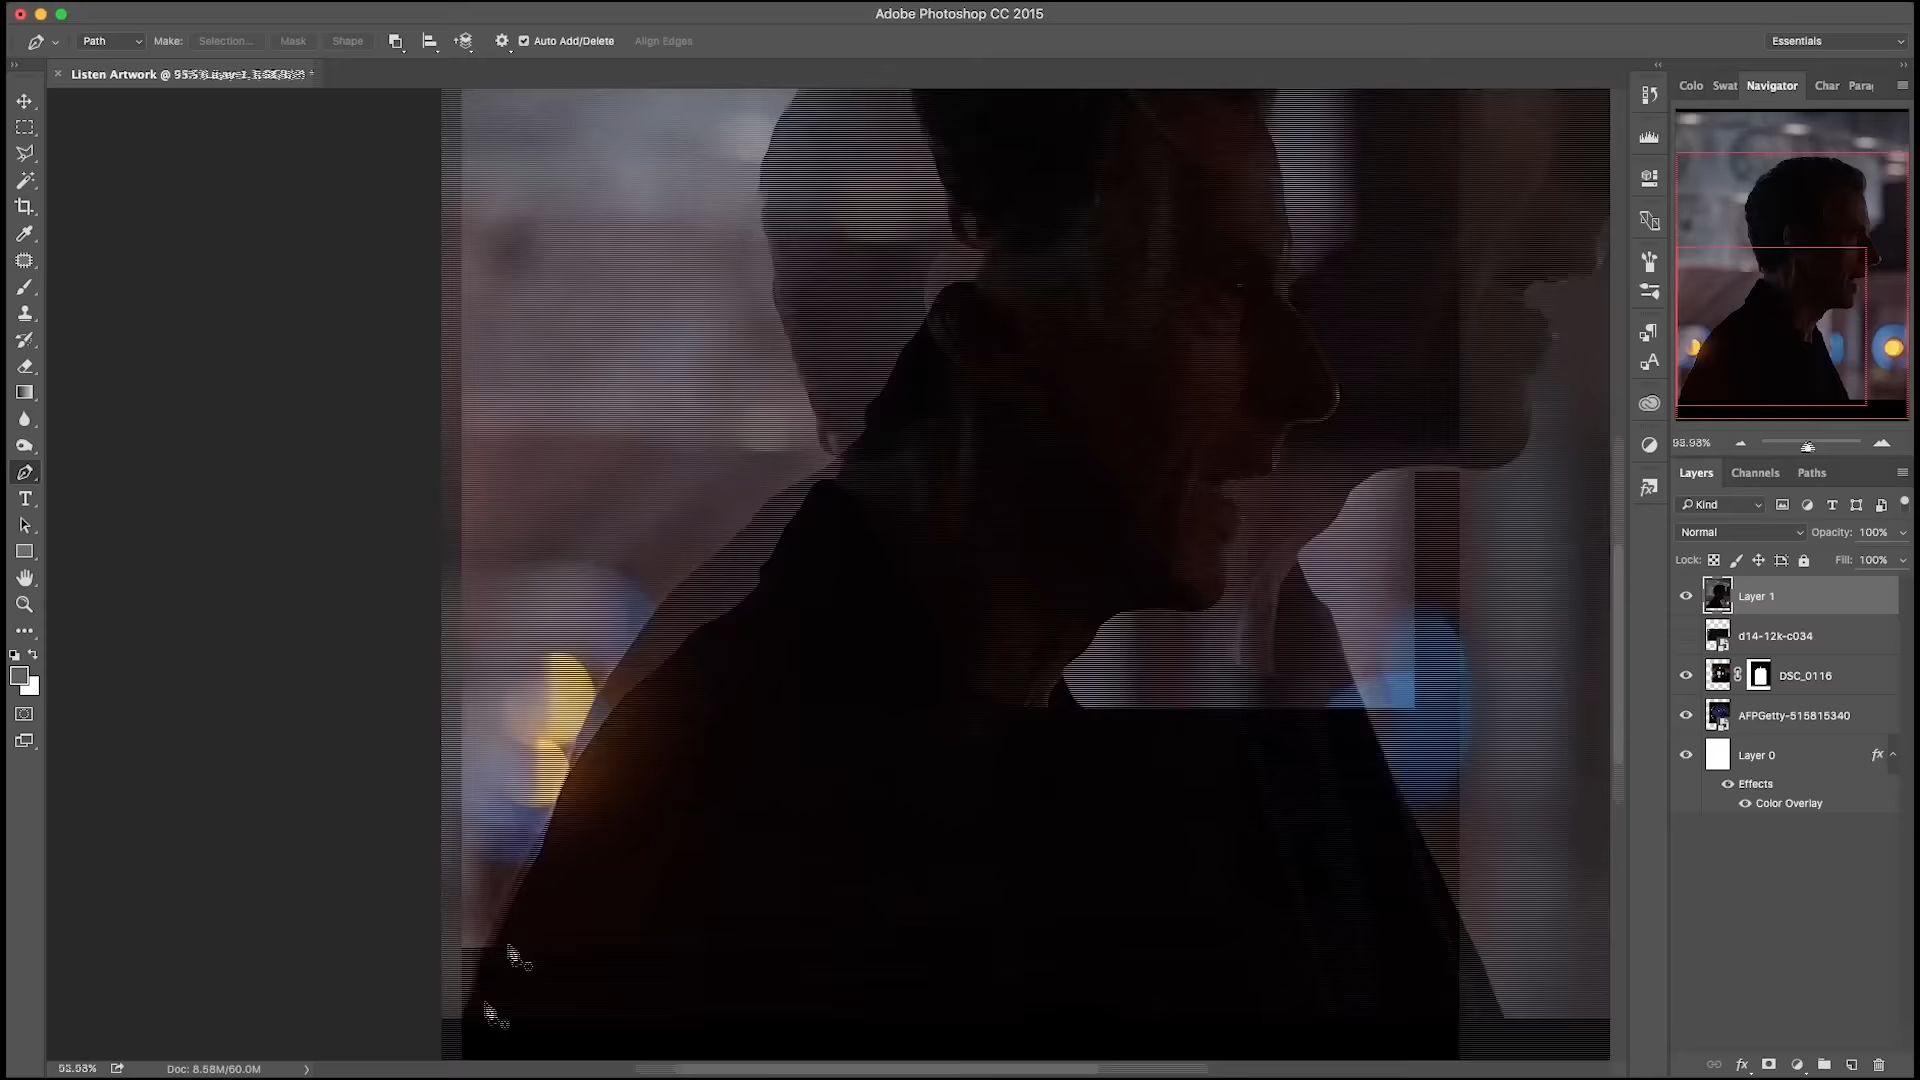 Adobe Photoshop CC 2015
Path
Make:
Selection...
Mask
Shape
Auto Add/Delete
Align Edges
Essentials
Listen Artwork @
Colo
Swat
Navigator
Char
Para
Layers
Channels
Paths
Kind
Normal
Opacity: 100%
Lock:
Fill: 100%
Layer 1
d14-12k-c034
DSC_0116
AFPGetty-515815340
Layer 0
fx
Effects
Color Overlay
Doc: 8.58M/60.0M